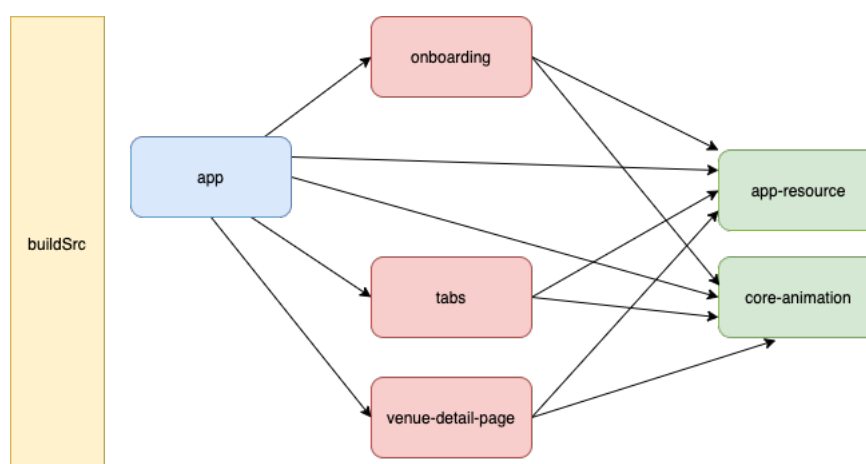 onboarding
app
app-resource
buildSrc
tabs
core-animation
venue-detail-page